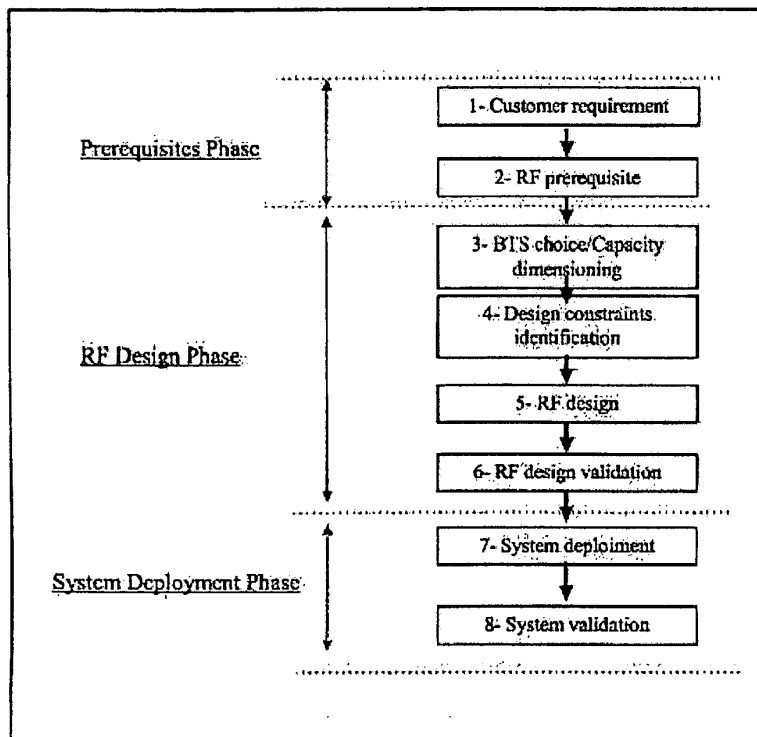 1- Customer requirement
Prerequisites Phase
2- RF prerequisite
3- BTS choice/Capacity
dimensioning
4- Design constraints
identification
RF Design Phase
5- RF design
6- RF design validation
7- System deploiment
System Deployment Phase
8- System validation